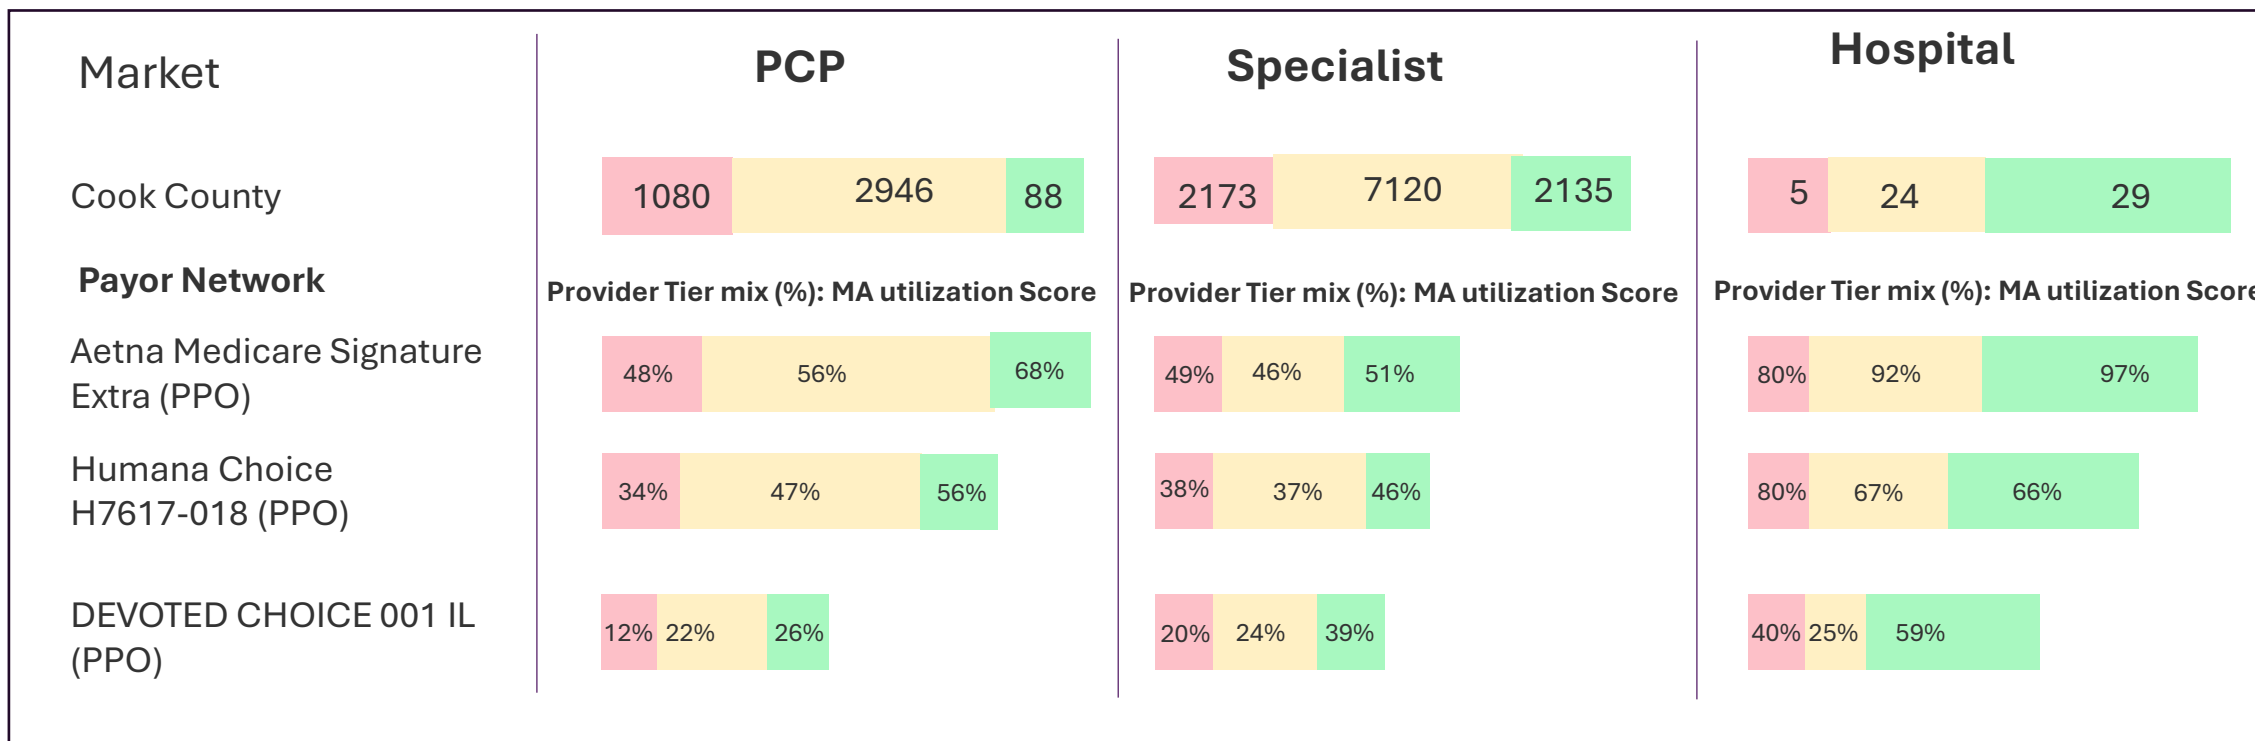 Market
PCP
Specialist
Hospital
Cook County
1080 2946 88
2173 7120 2135
5 24 29
Payor Network
Provider Tier mix (%): MA utilization Score
Provider Tier mix (%): MA utilization Score
Provider Tier mix (%): MA utilization Score
Aetna Medicare Signature
Extra (PPO)
48% 56% 68%
49% 46% 51%
80% 92% 97%
Humana Choice
H7617-018 (PPO)
34% 47% 56%
38% 37% 46%
80% 67% 66%
DEVOTED CHOICE 001 IL
(PPO)
12% 22% 26%
20% 24% 39%
40% 25% 59%